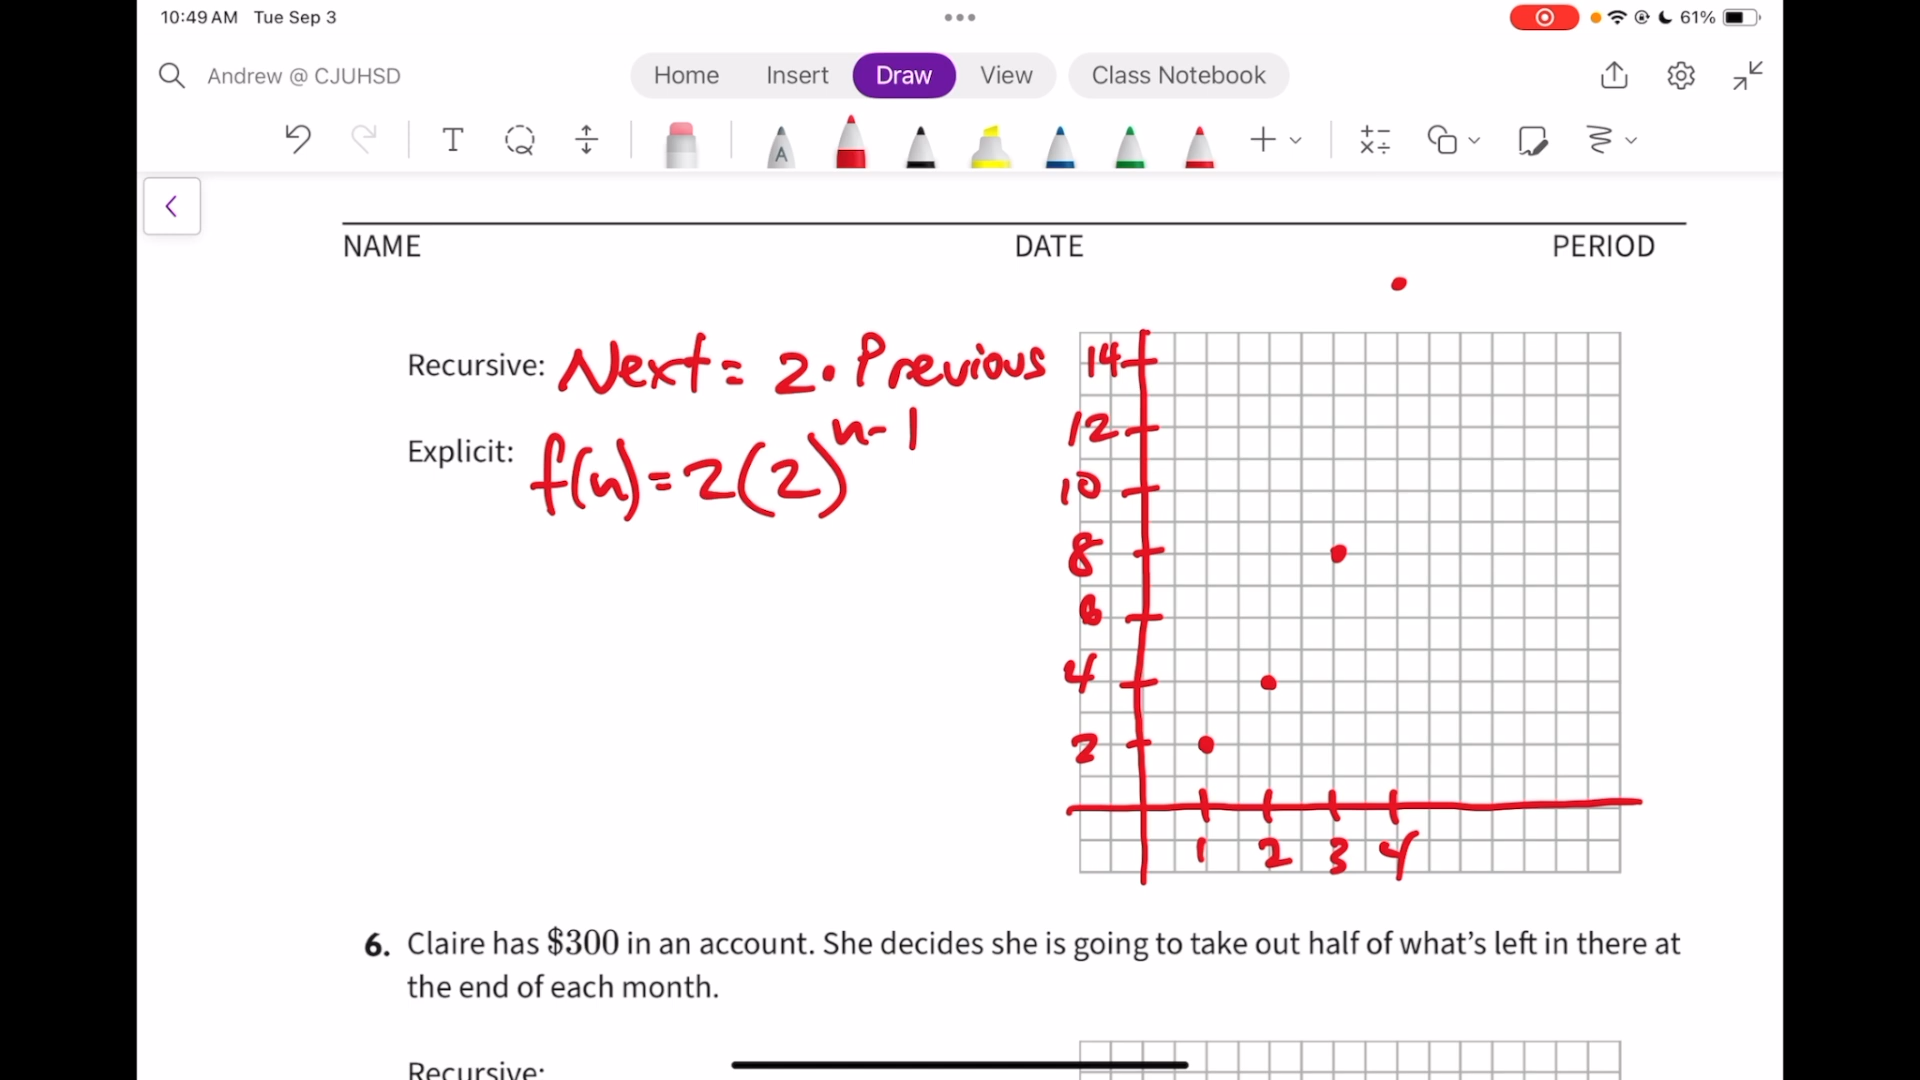 10:49 AM Tue Sep 3
61%
Andrew @ CJUHSD
Home Insert Draw View Class Notebook
T
A
NAME DATE PERIOD
Recursive: Next = 2 · Previous
Explicit: f(n) = 2(2)^{n-1}
14
12
10
8
6
4
2
1 2 3 4
6. Claire has $300 in an account. She decides she is going to take out half of what's left in there at
the end of each month.
Recursive: